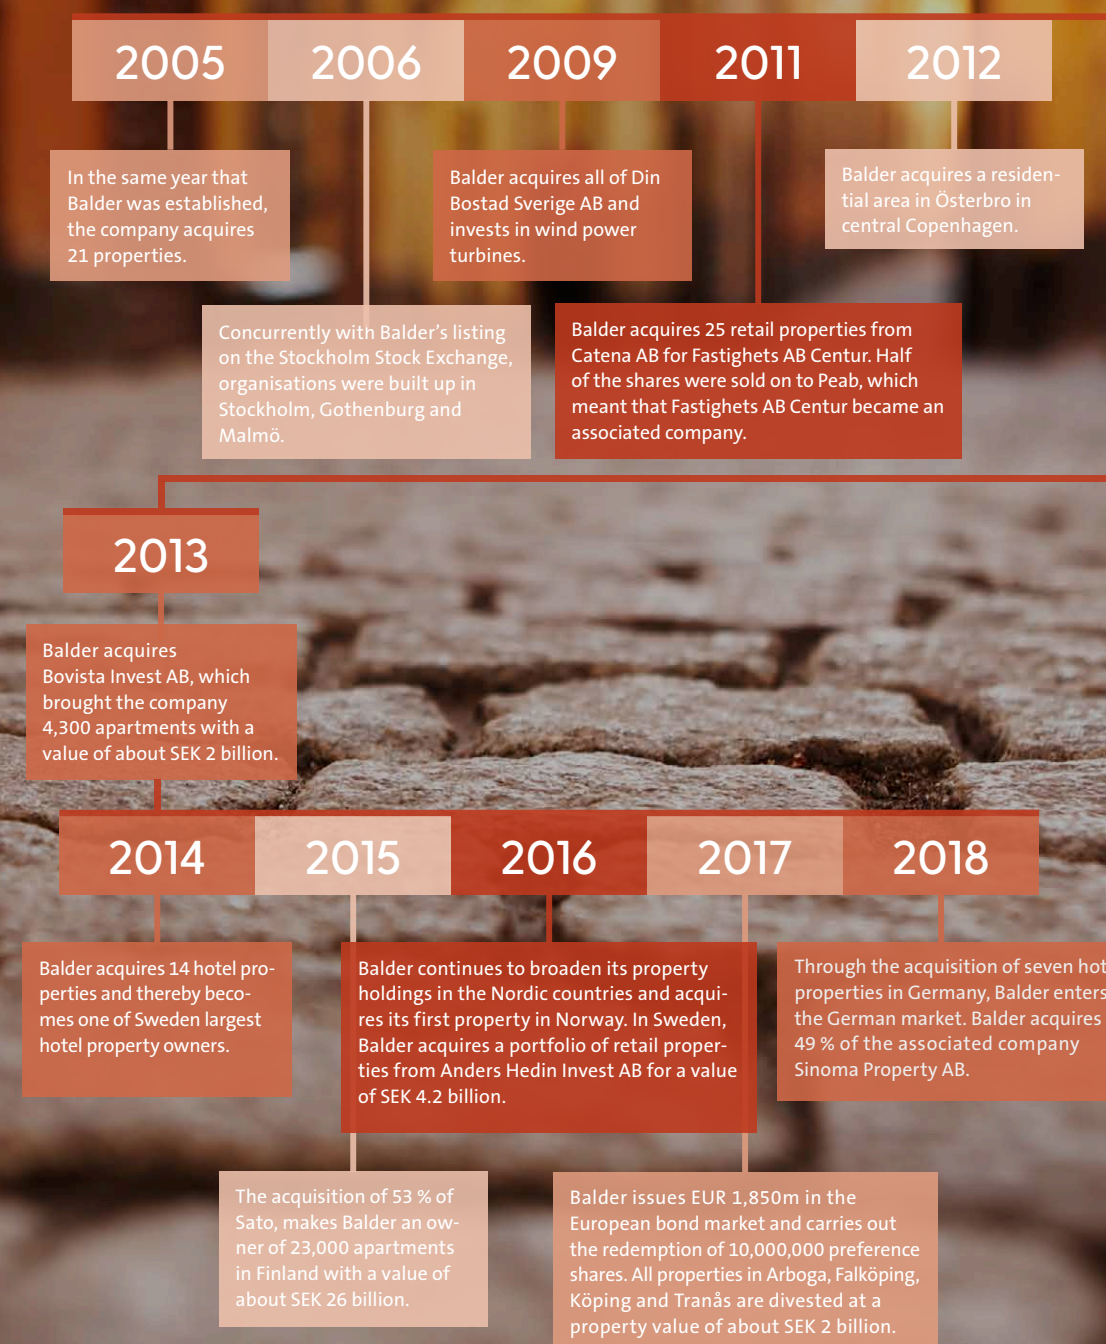 2005
2006
2009
2011
2012
In the same year that
Balder was established,
the company acquires
21 properties.
Balder acquires all of Din
Bostad Sverige AB and
invests in wind power
turbines.
Balder acquires a residen-
tial area in Österbro in
central Copenhagen.
Concurrently with Balder's listing
on the Stockholm Stock Exchange,
organisations were built up in
Stockholm, Gothenburg and
Malmö.
Balder acquires 25 retail properties from
Catena AB for Fastighets AB Centur. Half
of the shares were sold on to Peab, which
meant that Fastighets AB Centur became an
associated company.
2013
Balder acquires
Bovista Invest AB, which
brought the company
4,300 apartments with a
value of about SEK 2 billion.
2014
2015
2016
2017
2018
Balder acquires 14 hotel pro-
perties and thereby beco-
mes one of Sweden largest
hotel property owners.
Balder continues to broaden its property
holdings in the Nordic countries and acqui-
res its first property in Norway. In Sweden,
Balder acquires a portfolio of retail proper-
ties from Anders Hedin Invest AB for a value
of SEK 4.2 billion.
Through the acquisition of seven hot
properties in Germany, Balder enters
the German market. Balder acquires
49 % of the associated company
Sinoma Property AB.
The acquisition of 53 % of
Sato, makes Balder an ow-
ner of 23,000 apartments
in Finland with a value of
about SEK 26 billion.
Balder issues EUR 1,850m in the
European bond market and carries out
the redemption of 10,000,000 preference
shares. All properties in Arboga, Falköping,
Köping and Tranås are divested at a
property value of about SEK 2 billion.